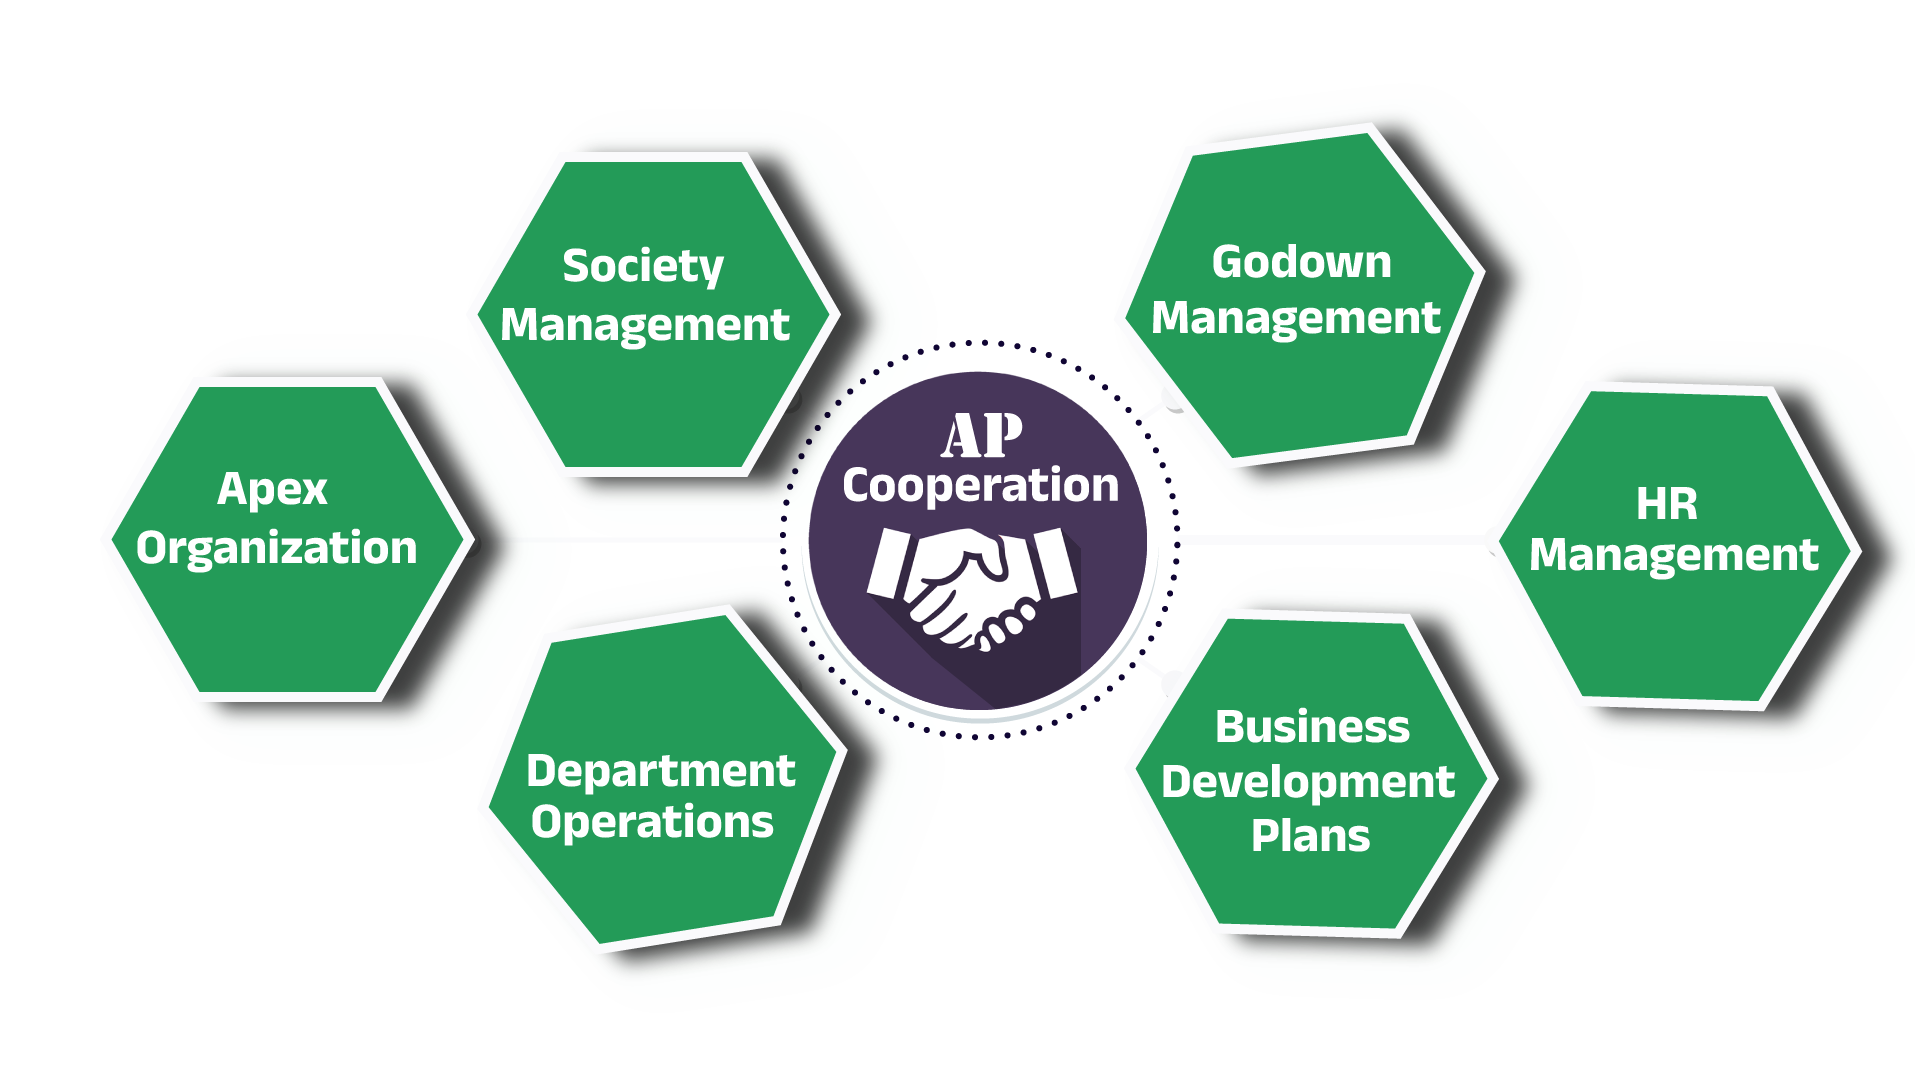 Society
Management
Godown
Management
Apex
Organization
AP
Cooperation
HR
Management
Department
Operations
Business
Development
Plans